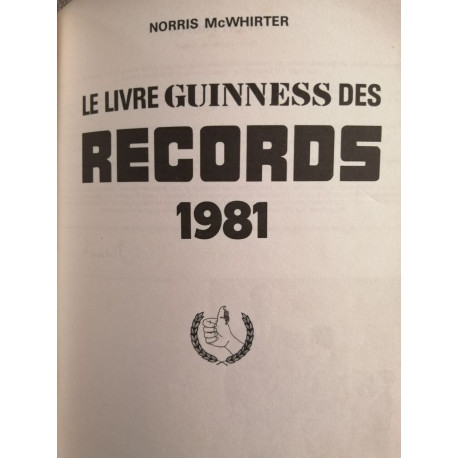 NORRIS McWHIRTER
LE LIVRE GUINNESS DES
RECORDS
1981